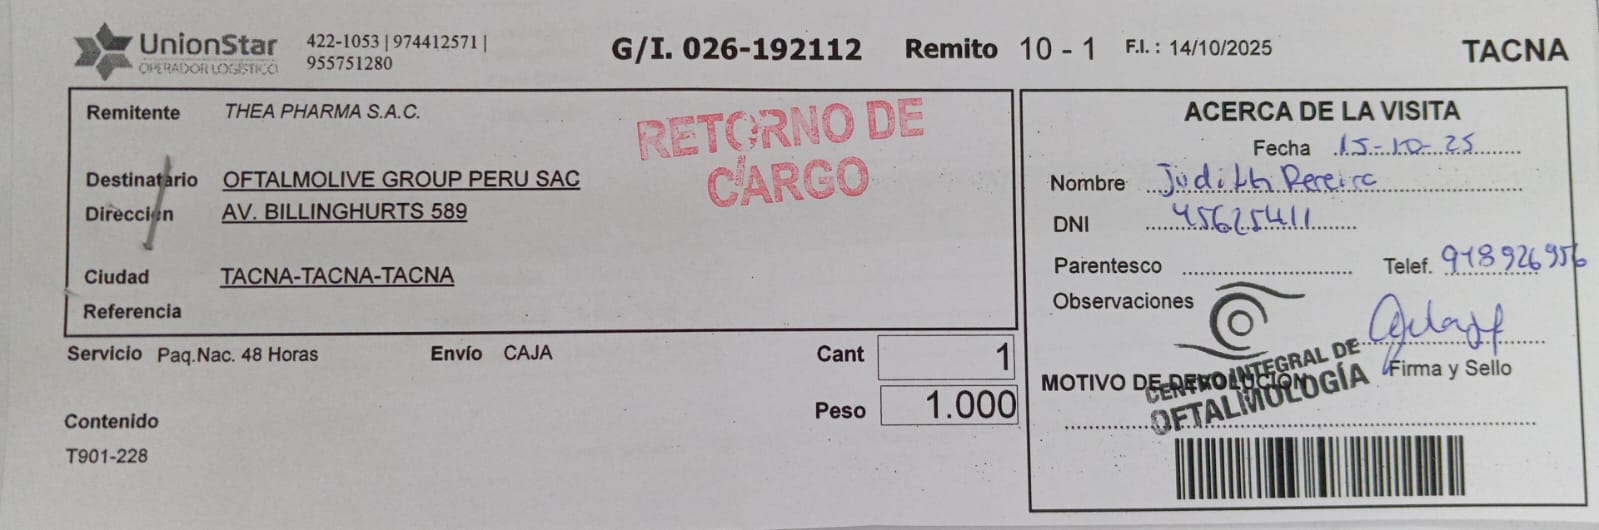 UnionStar
OPERADOR LOGÍSTICO
422-1053 | 974412571 |
955751280
G/I. 026-192112
Remito 10 - 1
F.I. : 14/10/2025
TACNA
Remitente THEA PHARMA S.A.C.
RETORNO DE
CARGO
Destinatario OFTALMOLIVE GROUP PERU SAC
Dirección AV. BILLINGHURTS 589
Ciudad TACNA-TACNA-TACNA
Referencia
Servicio Paq.Nac. 48 Horas
Envío CAJA
Cant 1
Peso 1.000
Contenido
T901-228
ACERCA DE LA VISITA
Fecha 15-10-25
Nombre Judith Pereira
DNI 45625411
Parentesco
Telef. 918926956
Observaciones
Firma y Sello
MOTIVO DE DEVOLUCION
CENTRO INTEGRAL DE
OFTALMOLOGÍA